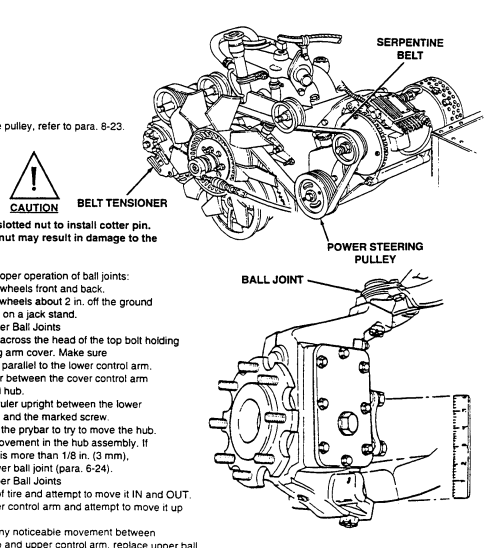 SERPENTINE
BELT
e pulley, refer to para. 8-23.
!
CAUTION
BELT TENSIONER
slotted nut to install cotter pin.
nut may result in damage to the
POWER STEERING
PULLEY
oper operation of ball joints:
wheels front and back.
wheels about 2 in. off the ground
on a jack stand.
er Ball Joints
across the head of the top bolt holding
g arm cover. Make sure
parallel to the lower control arm.
r between the cover control arm
d hub.
ruler upright between the lower
and the marked screw.
the prybar to try to move the hub.
ovement in the hub assembly. If
is more than 1/8 in. (3 mm),
wer ball joint (para. 6-24).
per Ball Joints
of tire and attempt to move it IN and OUT.
er control arm and attempt to move it up
ny noticeable movement between
and upper control arm, replace upper ball
BALL JOINT